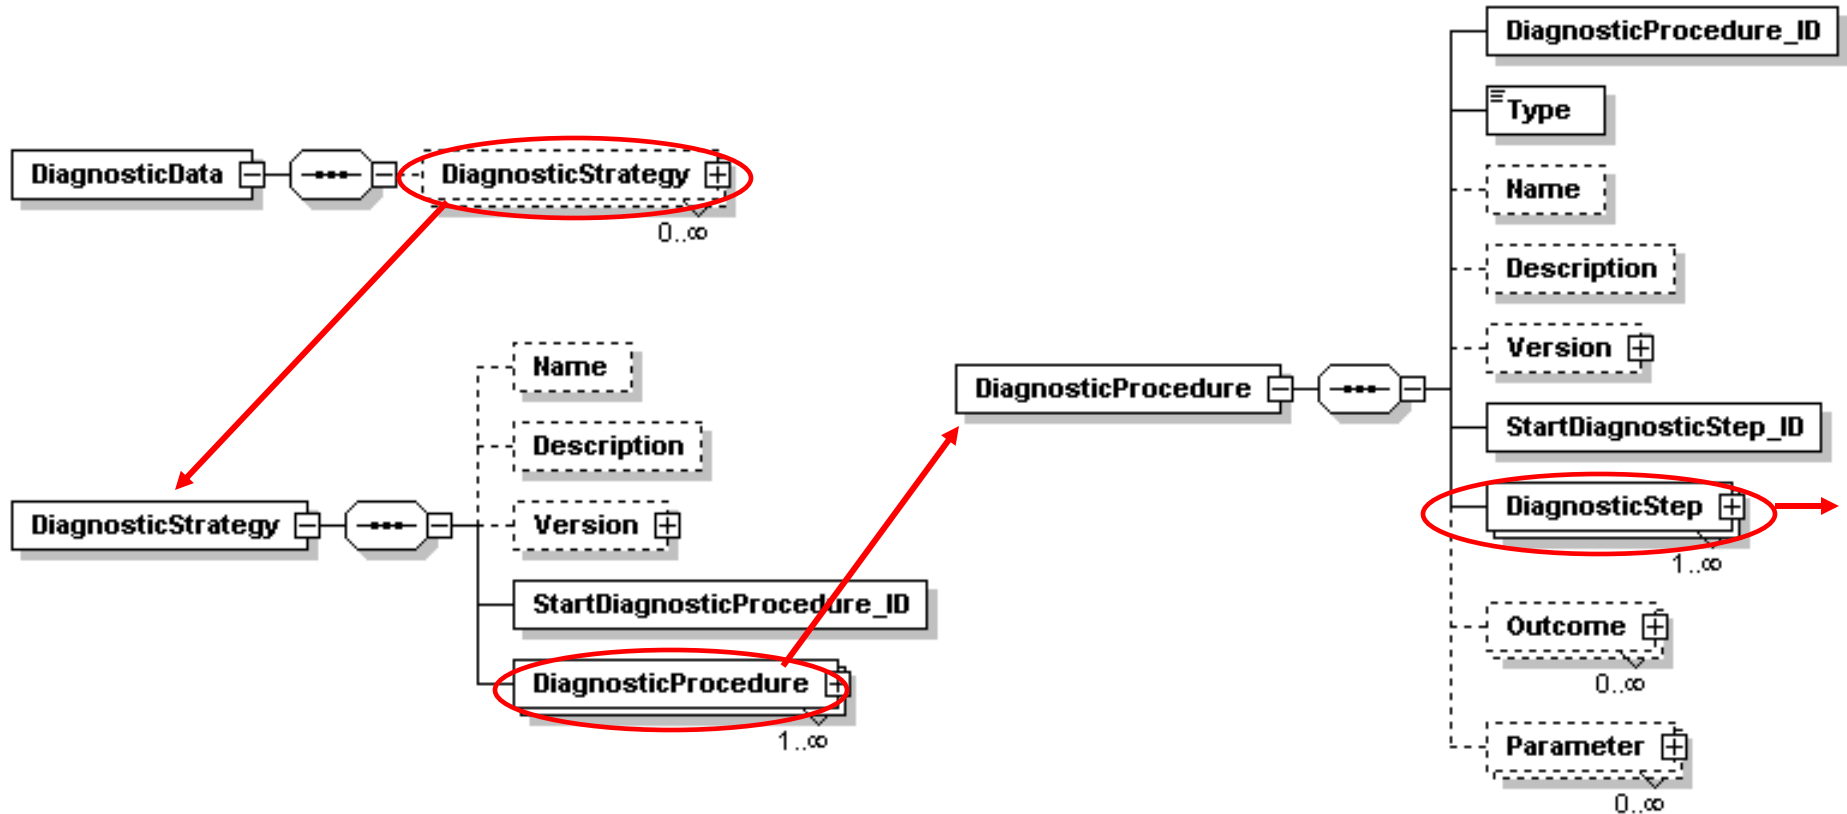 DiagnosticData
DiagnosticStrategy
0..∞
DiagnosticStrategy
Name
Description
Version
StartDiagnosticProcedure_ID
DiagnosticProcedure
1..∞
DiagnosticProcedure
DiagnosticProcedure_ID
Type
Name
Description
Version
StartDiagnosticStep_ID
DiagnosticStep
1..∞
Outcome
0..∞
Parameter
0..∞